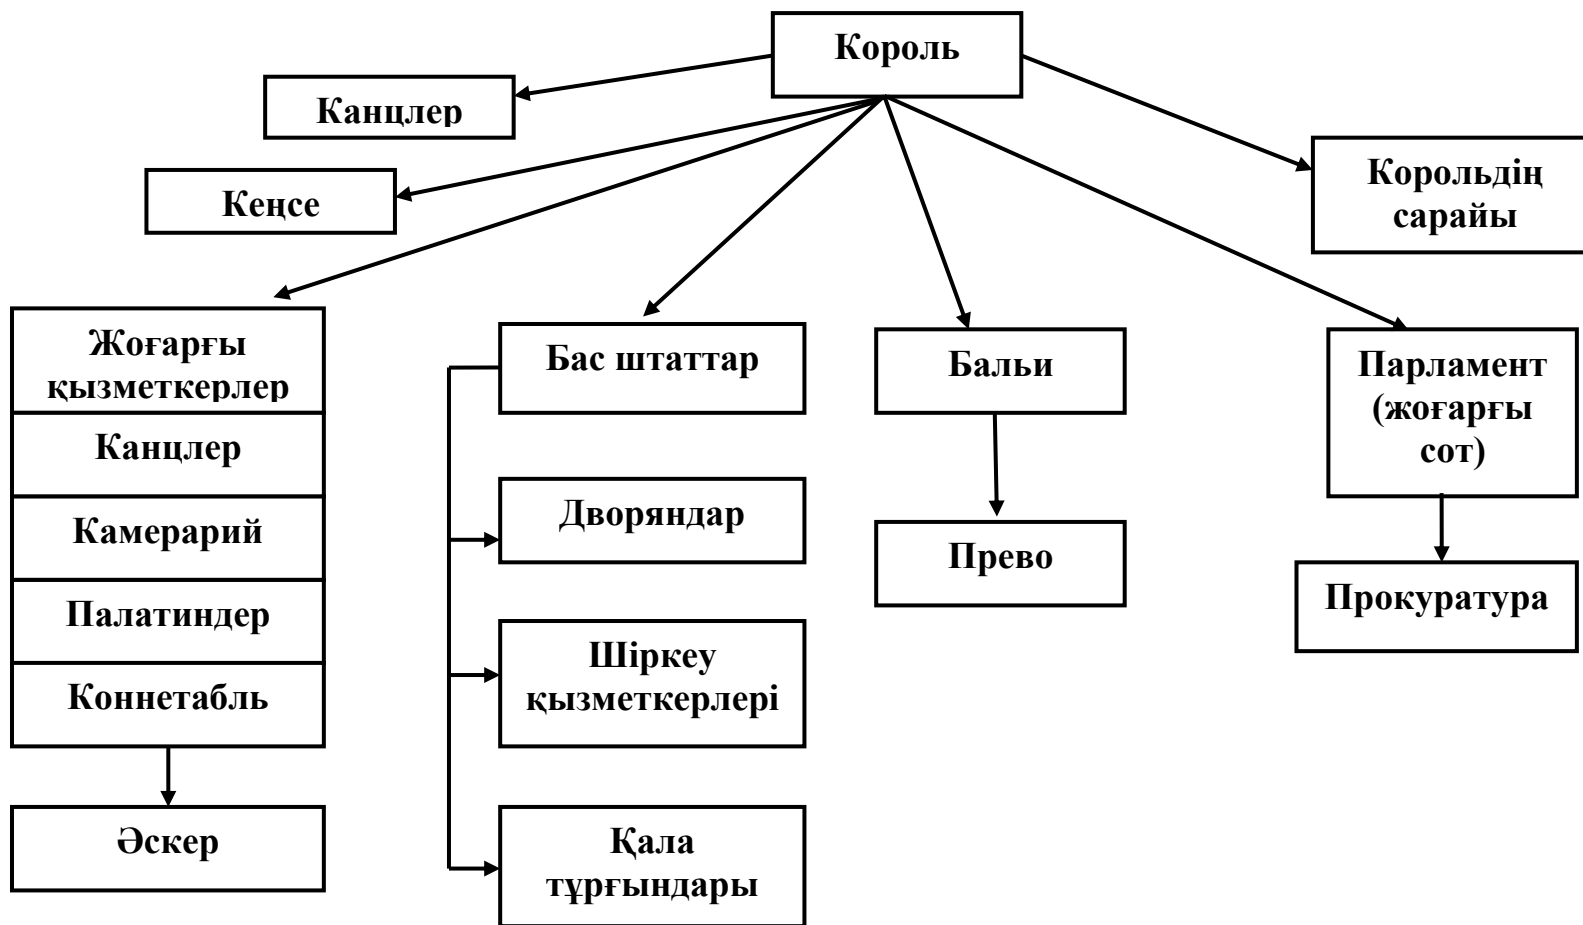 Король
Канцлер
Кеңсе
Корольдің
сарайы
Жоғарғы
қызметкерлер
Канцлер
Камерарий
Палатиндер
Коннетабль
Әскер
Бас штаттар
Дворяндар
Шіркеу
қызметкерлері
Қала
тұрғындары
Бальи
Прево
Парламент
(жоғарғы
сот)
Прокуратура